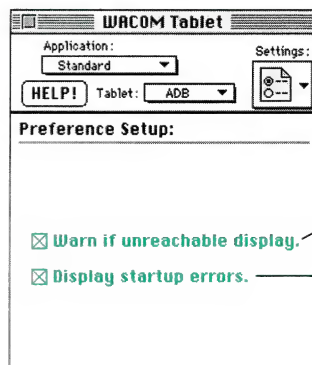 WACOM Tablet
Application:
Settings:
Standard
HELP! Tablet: ADB
Preference Setup:
Warn if unreachable display.
Display startup errors.